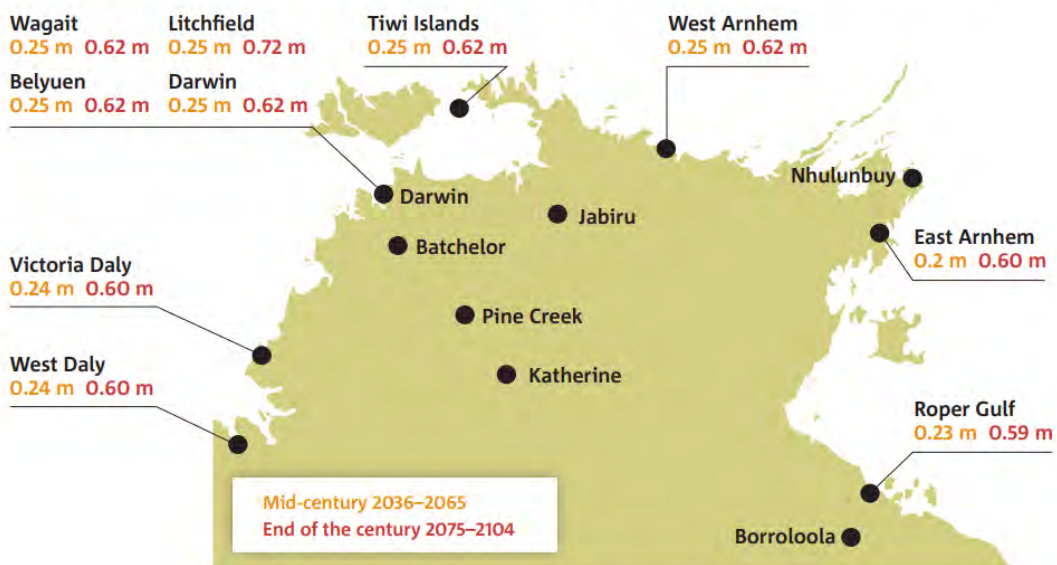 Wagait
0.25 m 0.62 m
Litchfield
0.25 m 0.72 m
Belyuen
0.25 m 0.62 m
Darwin
0.25 m 0.62 m
Tiwi Islands
0.25 m 0.62 m
West Arnhem
0.25 m 0.62 m
Nhulunbuy
Darwin
Jabiru
Batchelor
East Arnhem
0.2 m 0.60 m
Victoria Daly
0.24 m 0.60 m
Pine Creek
West Daly
0.24 m 0.60 m
Katherine
Roper Gulf
0.23 m 0.59 m
Mid-century 2036–2065
End of the century 2075–2104
Borroloola